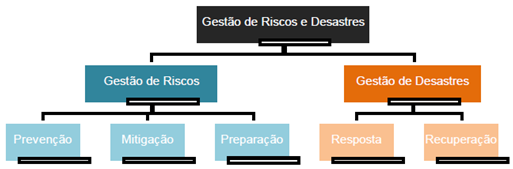 Gestão de Riscos e Desastres
Gestão de Riscos
Gestão de Desastres
Prevenção
Mitigação
Preparação
Resposta
Recuperação